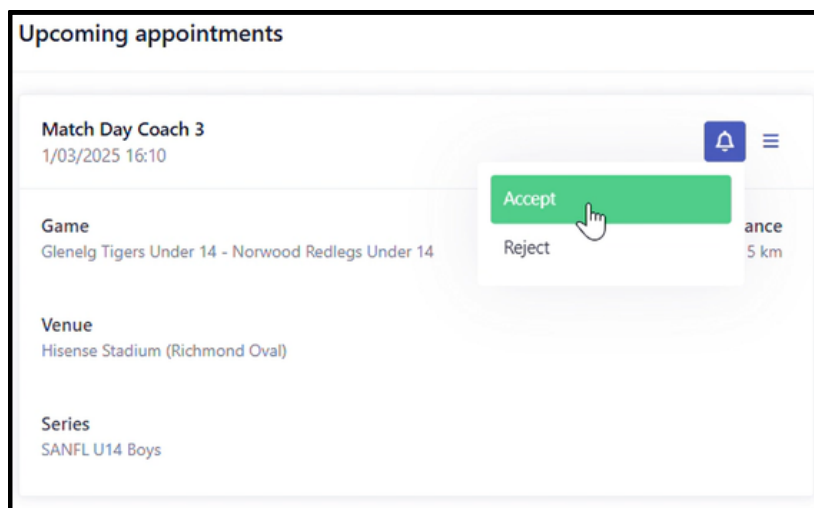 Upcoming appointments
Match Day Coach 3
1/03/2025 16:10
Accept
Reject
Game
Glenelg Tigers Under 14 - Norwood Redlegs Under 14
ance
5 km
Venue
Hisense Stadium (Richmond Oval)
Series
SANFL U14 Boys